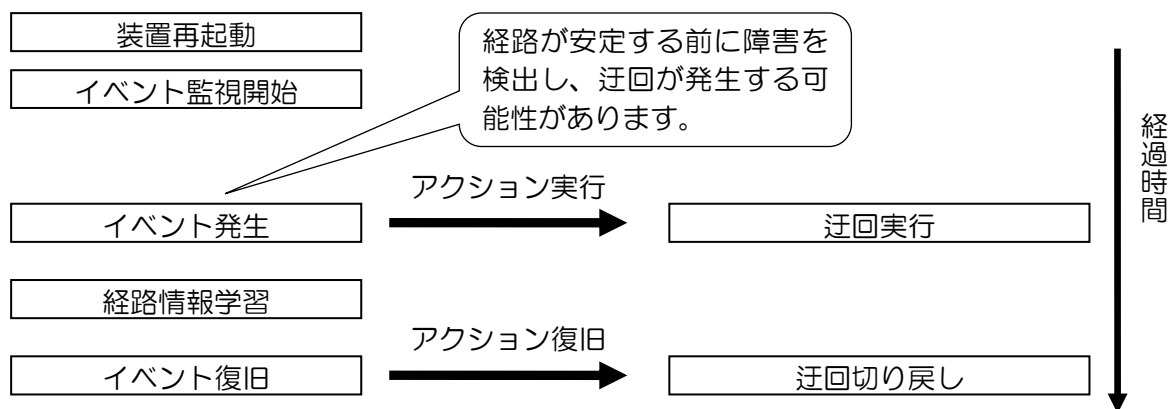 装置再起動
イベント監視開始
経路が安定する前に障害を
検出し、迂回が発生する可
能性があります。
経過時間
アクション実行
イベント発生
迂回実行
経路情報学習
アクション復旧
イベント復旧
迂回切り戻し